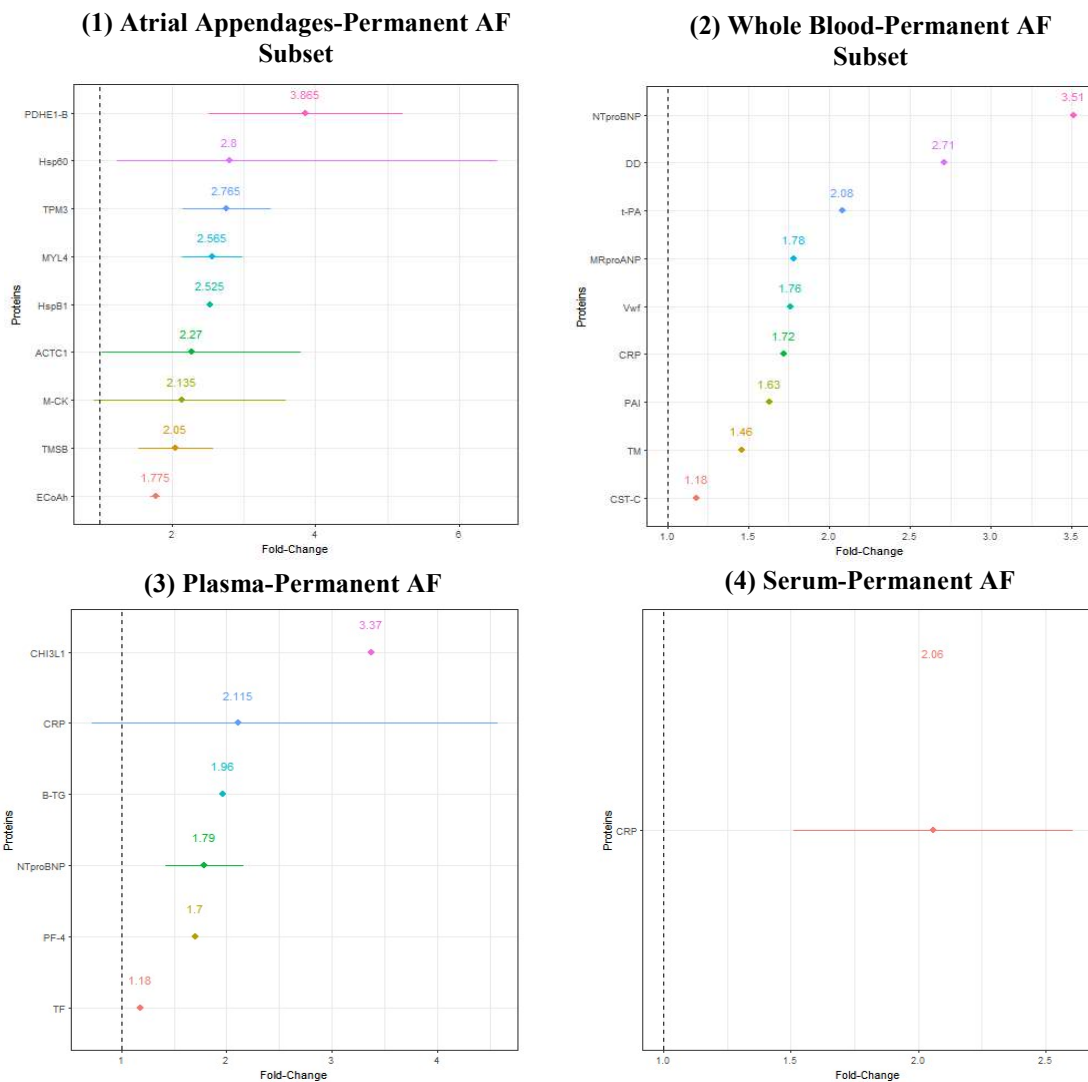 (1) Atrial Appendages-Permanent AF
Subset
Proteins
PDHE1-B
Hsp60
TPM3
MYL4
HspB1
ACTC1
M-CK
TMSB
ECoAh
3.865
2.8
2.765
2.565
2.525
2.27
2.135
2.05
1.775
2
4
6
Fold-Change
(2) Whole Blood-Permanent AF
Subset
Proteins
NTproBNP
DD
t-PA
MRproANP
Vwf
CRP
PAI
TM
CST-C
3.51
2.71
2.08
1.78
1.76
1.72
1.63
1.46
1.18
1.0
1.5
2.0
2.5
3.0
3.5
Fold-Change
(3) Plasma-Permanent AF
Proteins
CHI3L1
CRP
B-TG
NTproBNP
PF-4
TF
3.37
2.115
1.96
1.79
1.7
1.18
1
2
3
4
Fold-Change
(4) Serum-Permanent AF
Proteins
CRP
2.06
1.0
1.5
2.0
2.5
Fold-Change